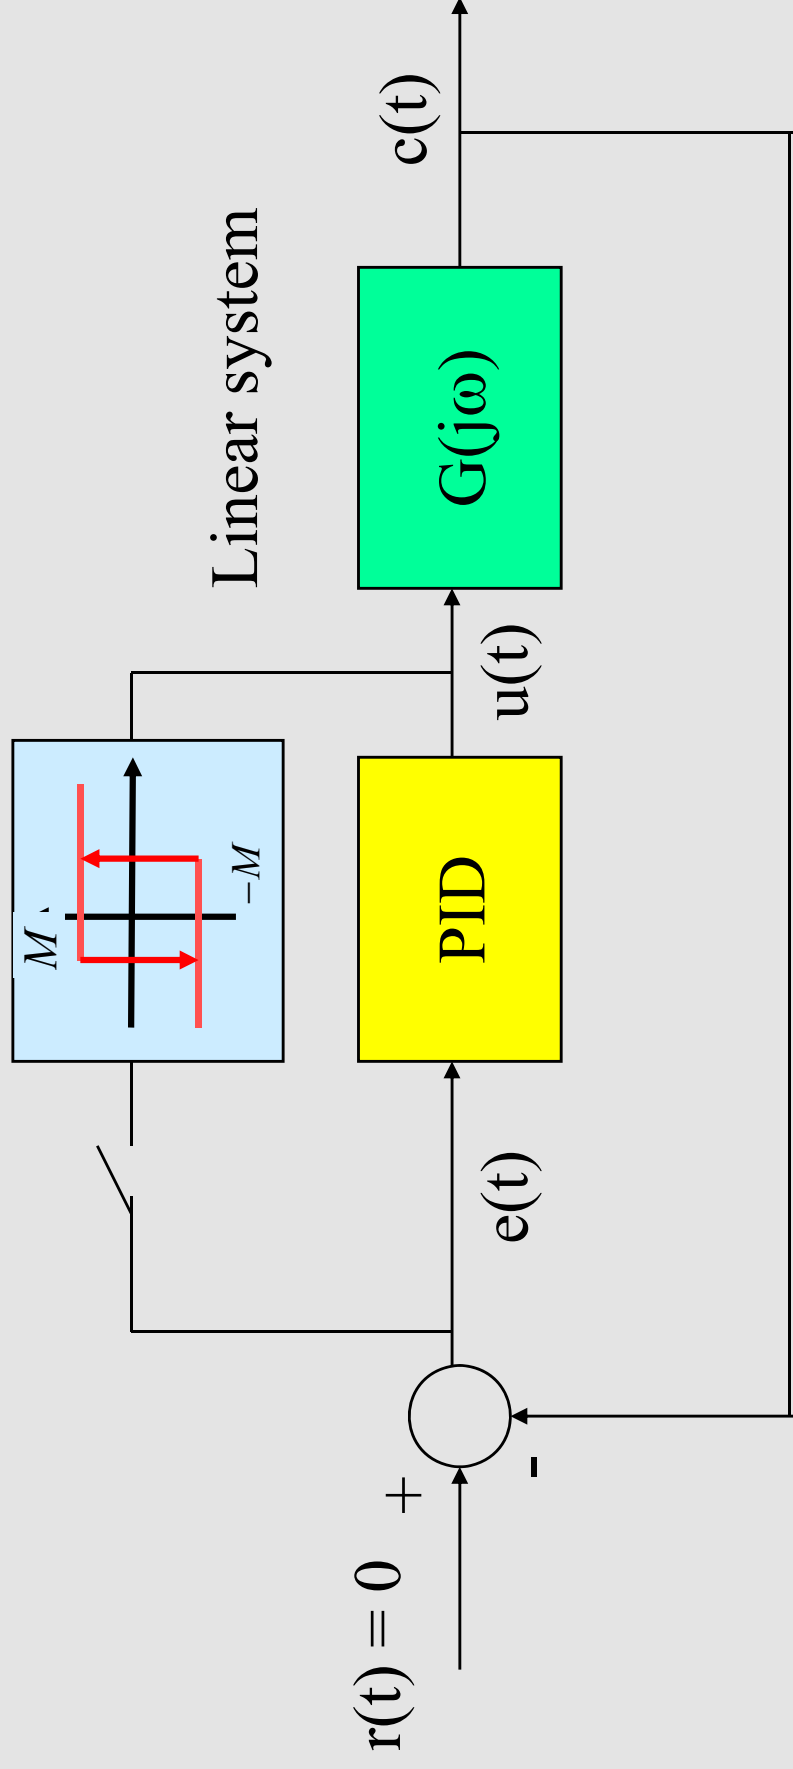 Linear system
M
−M
r(t) = 0
+
-
e(t)
PID
u(t)
G(jω)
c(t)